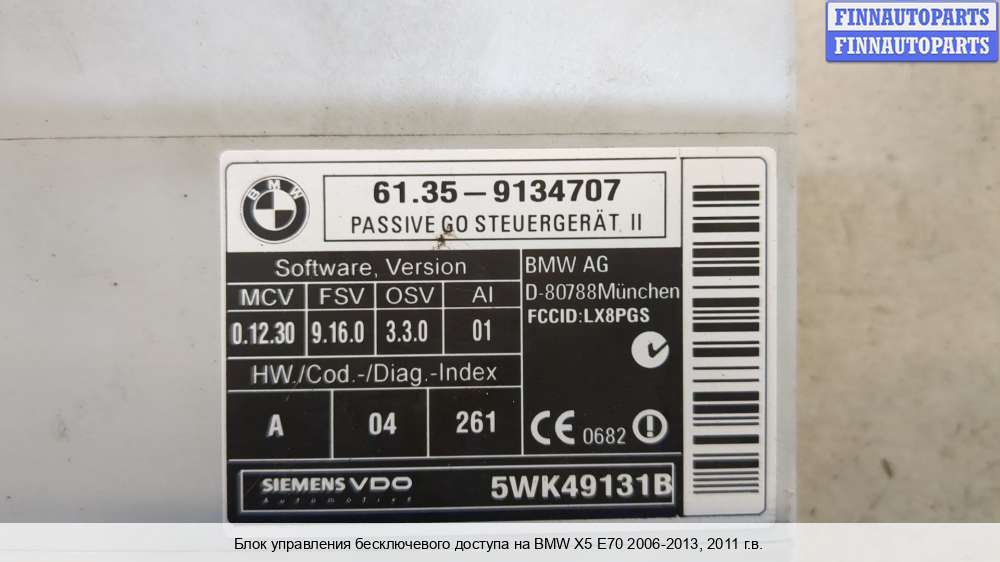 FINNAUTOPARTS
FINNAUTOPARTS
BMW
61.35-9134707
PASSIVE GO STEUERGERÄT II
Software, Version
MCV FSV OSV AI
0.12.30 9.16.0 3.3.0 01
HW./Cod.-/Diag.-Index
A 04 261
BMW AG
D-80788München
FCCID:LX8PGS
CE 0682
SIEMENS VDO
Automotive
5WK49131B
Блок управления бесключевого доступа на BMW X5 E70 2006-2013, 2011 г.в.